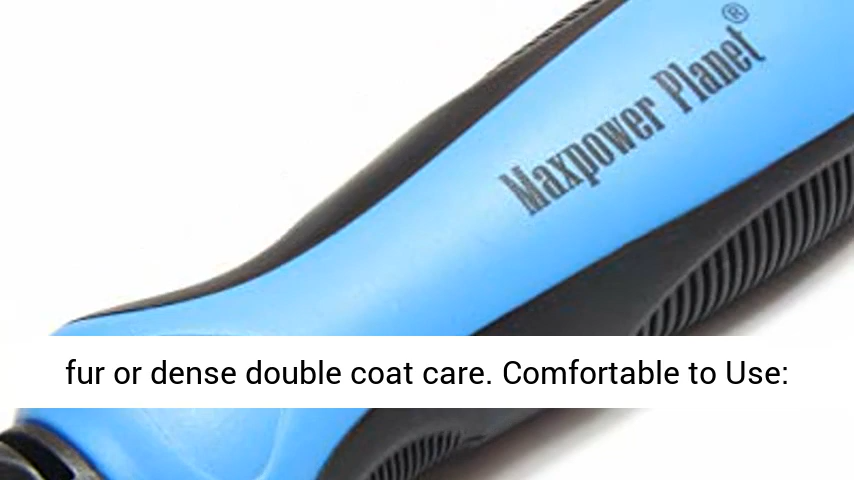 Maxpower Planet®
fur or dense double coat care. Comfortable to Use: